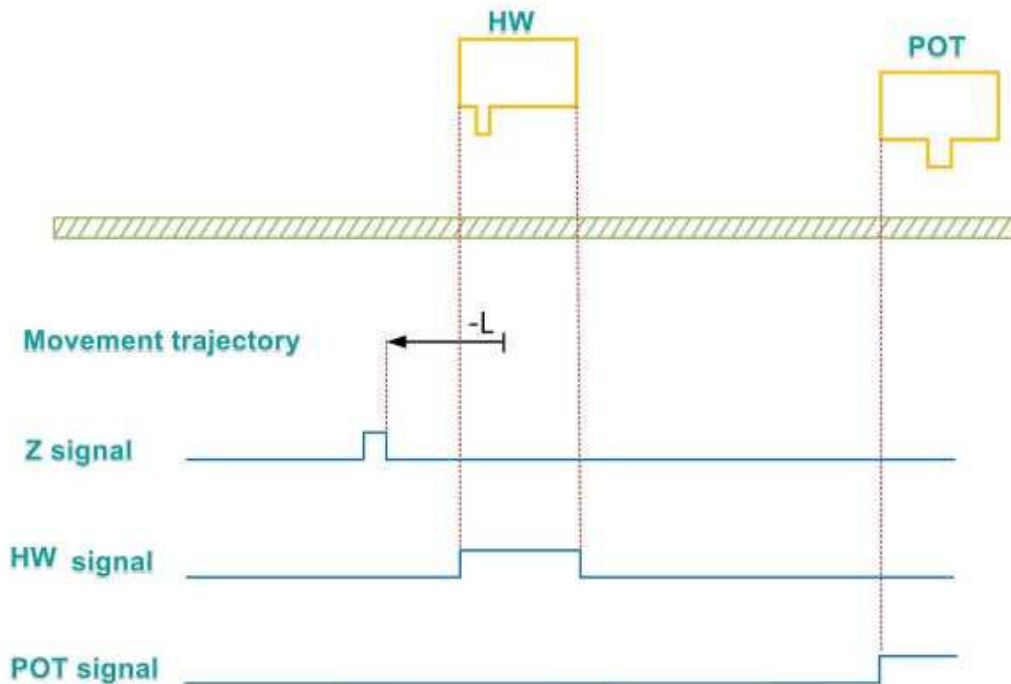 HW
POT
-L
Movement trajectory
Z signal
HW signal
POT signal